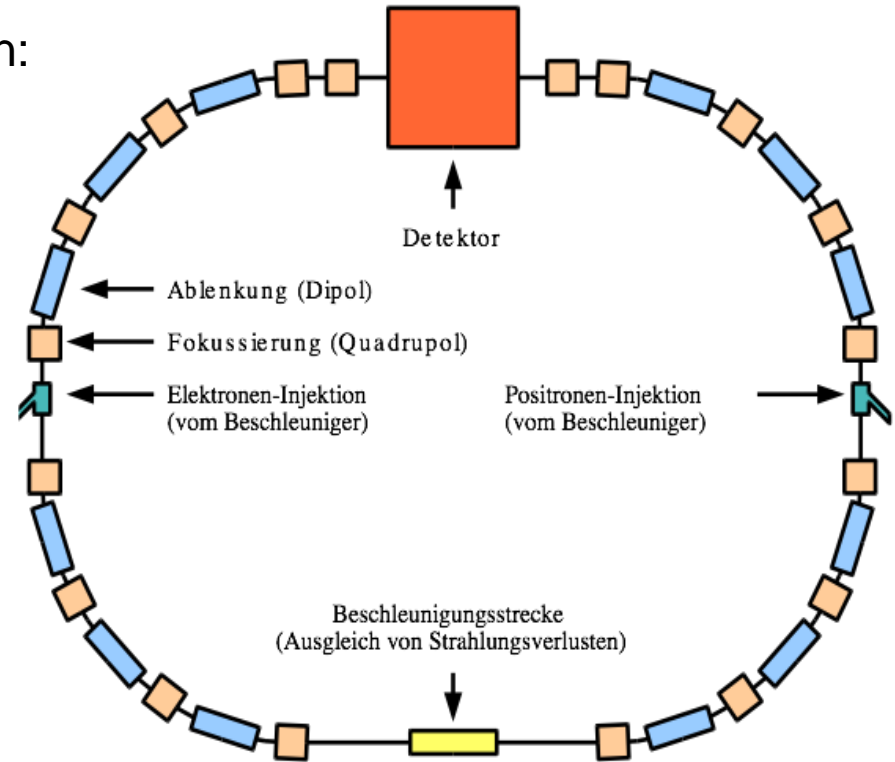 n:
Detektor
Ablenkung (Dipol)
Fokussierung (Quadrupol)
Elektronen-Injektion
(vom Beschleuniger)
Positronen-Injektion
(vom Beschleuniger)
Beschleunigungsstrecke
(Ausgleich von Strahlungsverlusten)